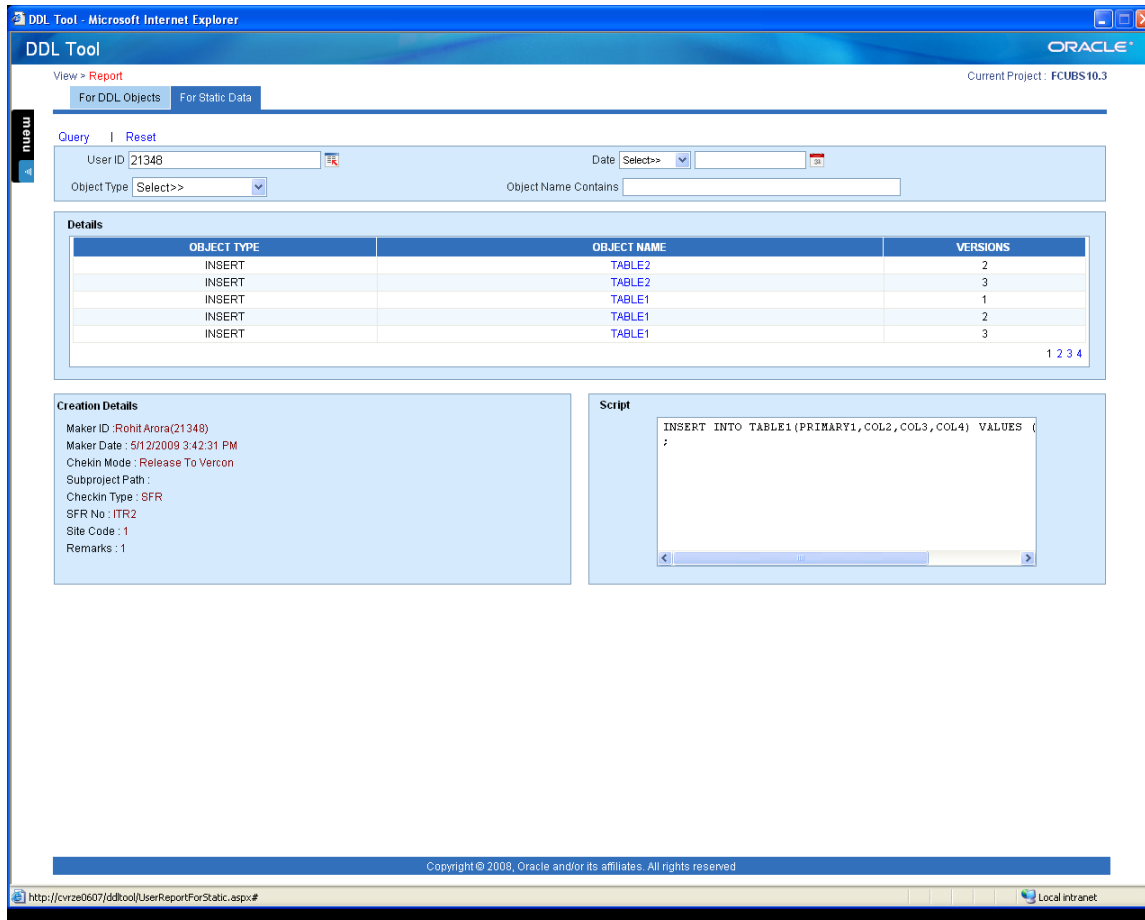 DDL Tool - Microsoft Internet Explorer
DDL Tool
ORACLE
View > Report
Current Project : FCUBS10.3
For DDL Objects
For Static Data
menu
Query | Reset
User ID 21348
Date Select>>
Object Type Select>>
Object Name Contains
Details
OBJECT TYPE OBJECT NAME VERSIONS
INSERT TABLE2 2
INSERT TABLE2 3
INSERT TABLE1 1
INSERT TABLE1 2
INSERT TABLE1 3
1 2 3 4
Creation Details
Maker ID :Rohit Arora(21348)
Maker Date : 5/12/2009 3:42:31 PM
Chekin Mode : Release To Vercon
Subproject Path :
Checkin Type : SFR
SFR No : ITR2
Site Code : 1
Remarks : 1
Script
INSERT INTO TABLE1(PRIMARY1,COL2,COL3,COL4) VALUES (
;
Copyright © 2008, Oracle and/or its affiliates. All rights reserved
http://cvrze0607/ddltool/UserReportForStatic.aspx#
Local intranet